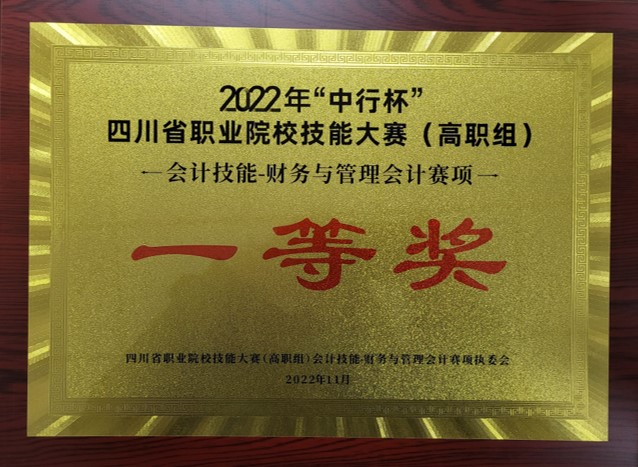 2022年“中行杯”
四川省职业院校技能大赛（高职组）
—会计技能-财务与管理会计赛项—
一等奖
四川省职业院校技能大赛(高职组)会计技能-财务与管理会计赛项执委会
2022年11月